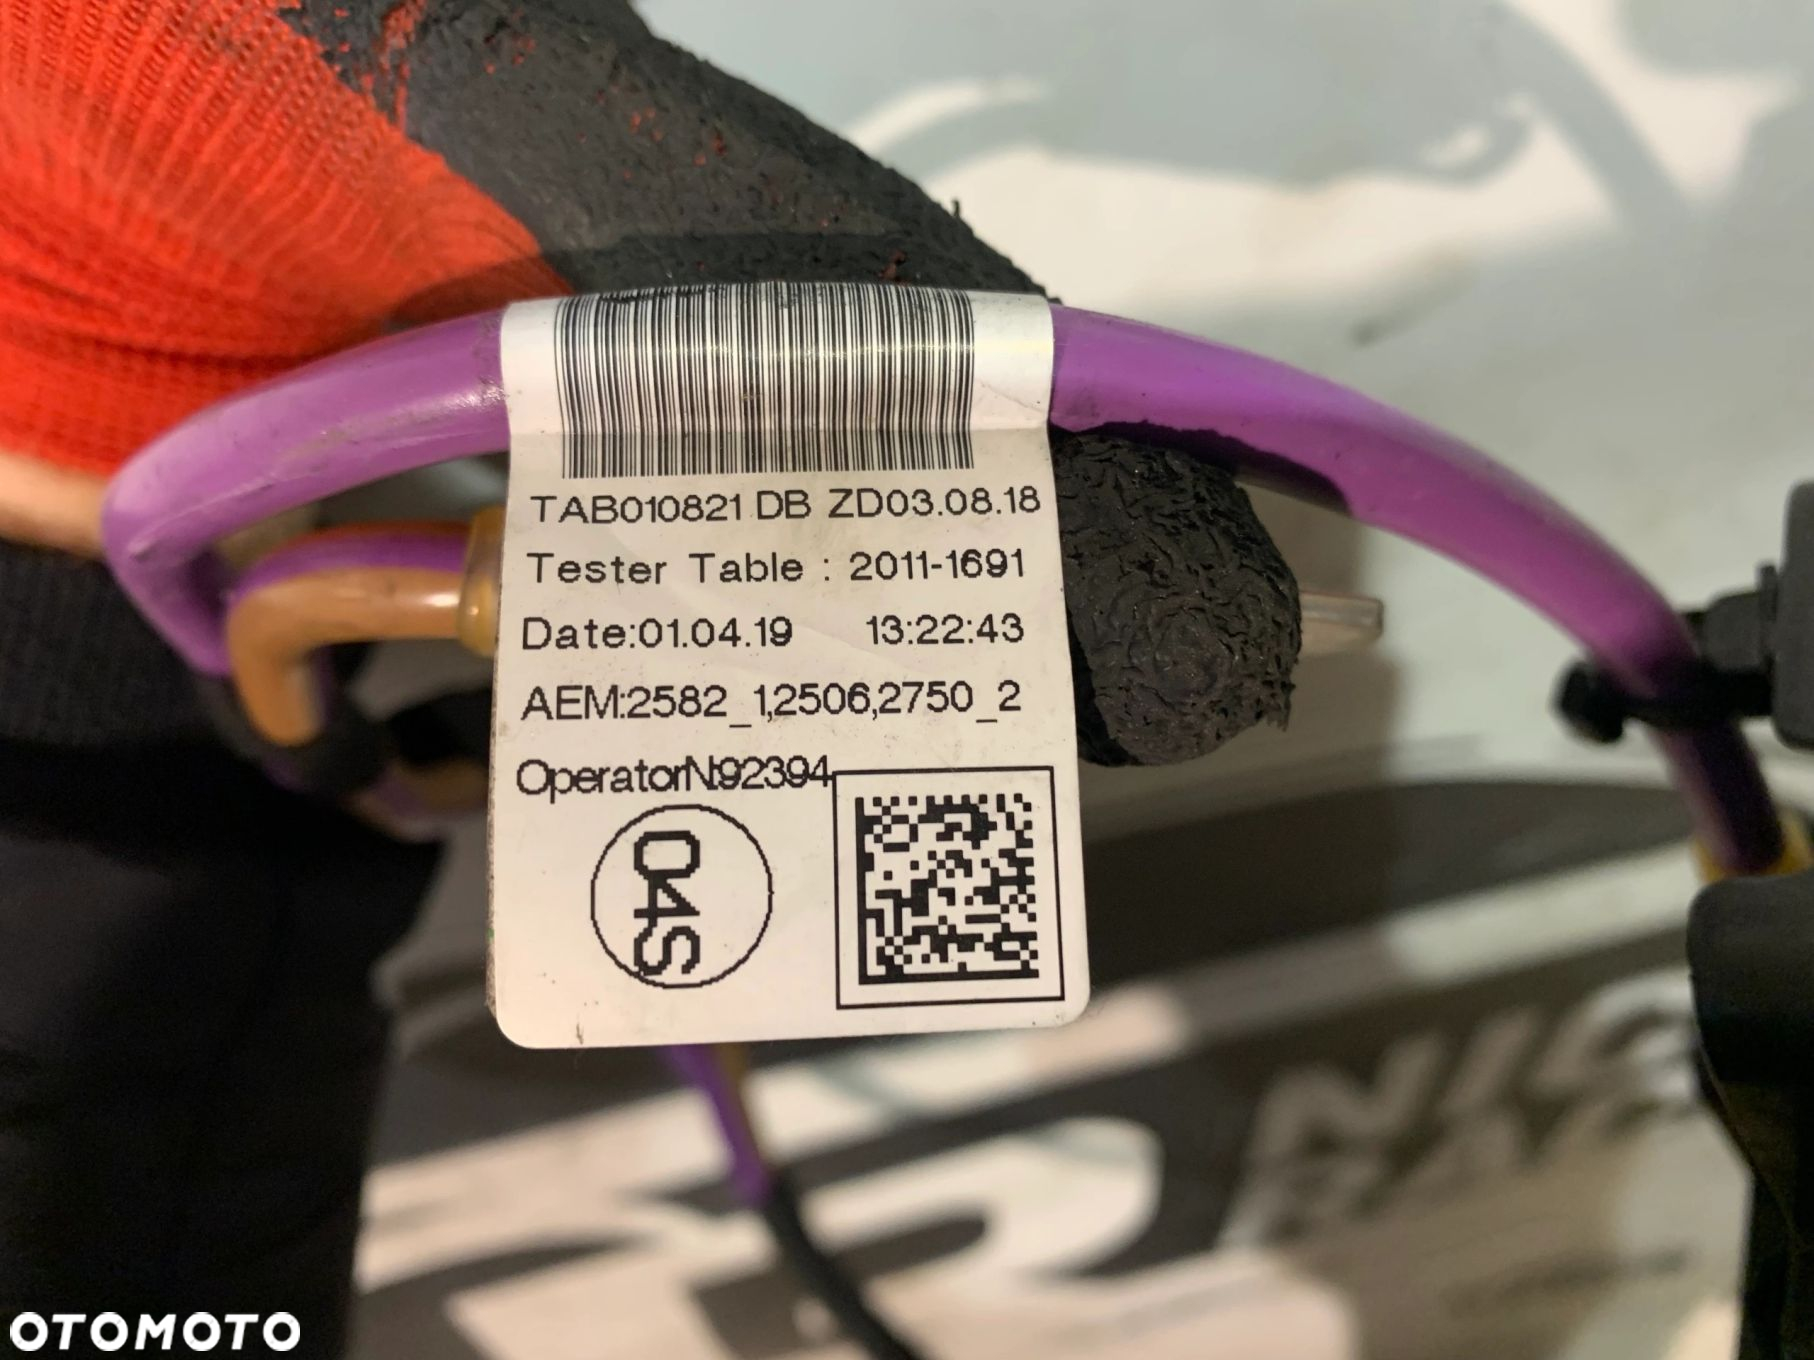 TAB010821 DB ZD03.08.18
Tester Table : 2011-1691
Date:01.04.19 13:22:43
AEM:2582_1,2506,2750_2
OperatorN:92394
04S
OTOMOTO